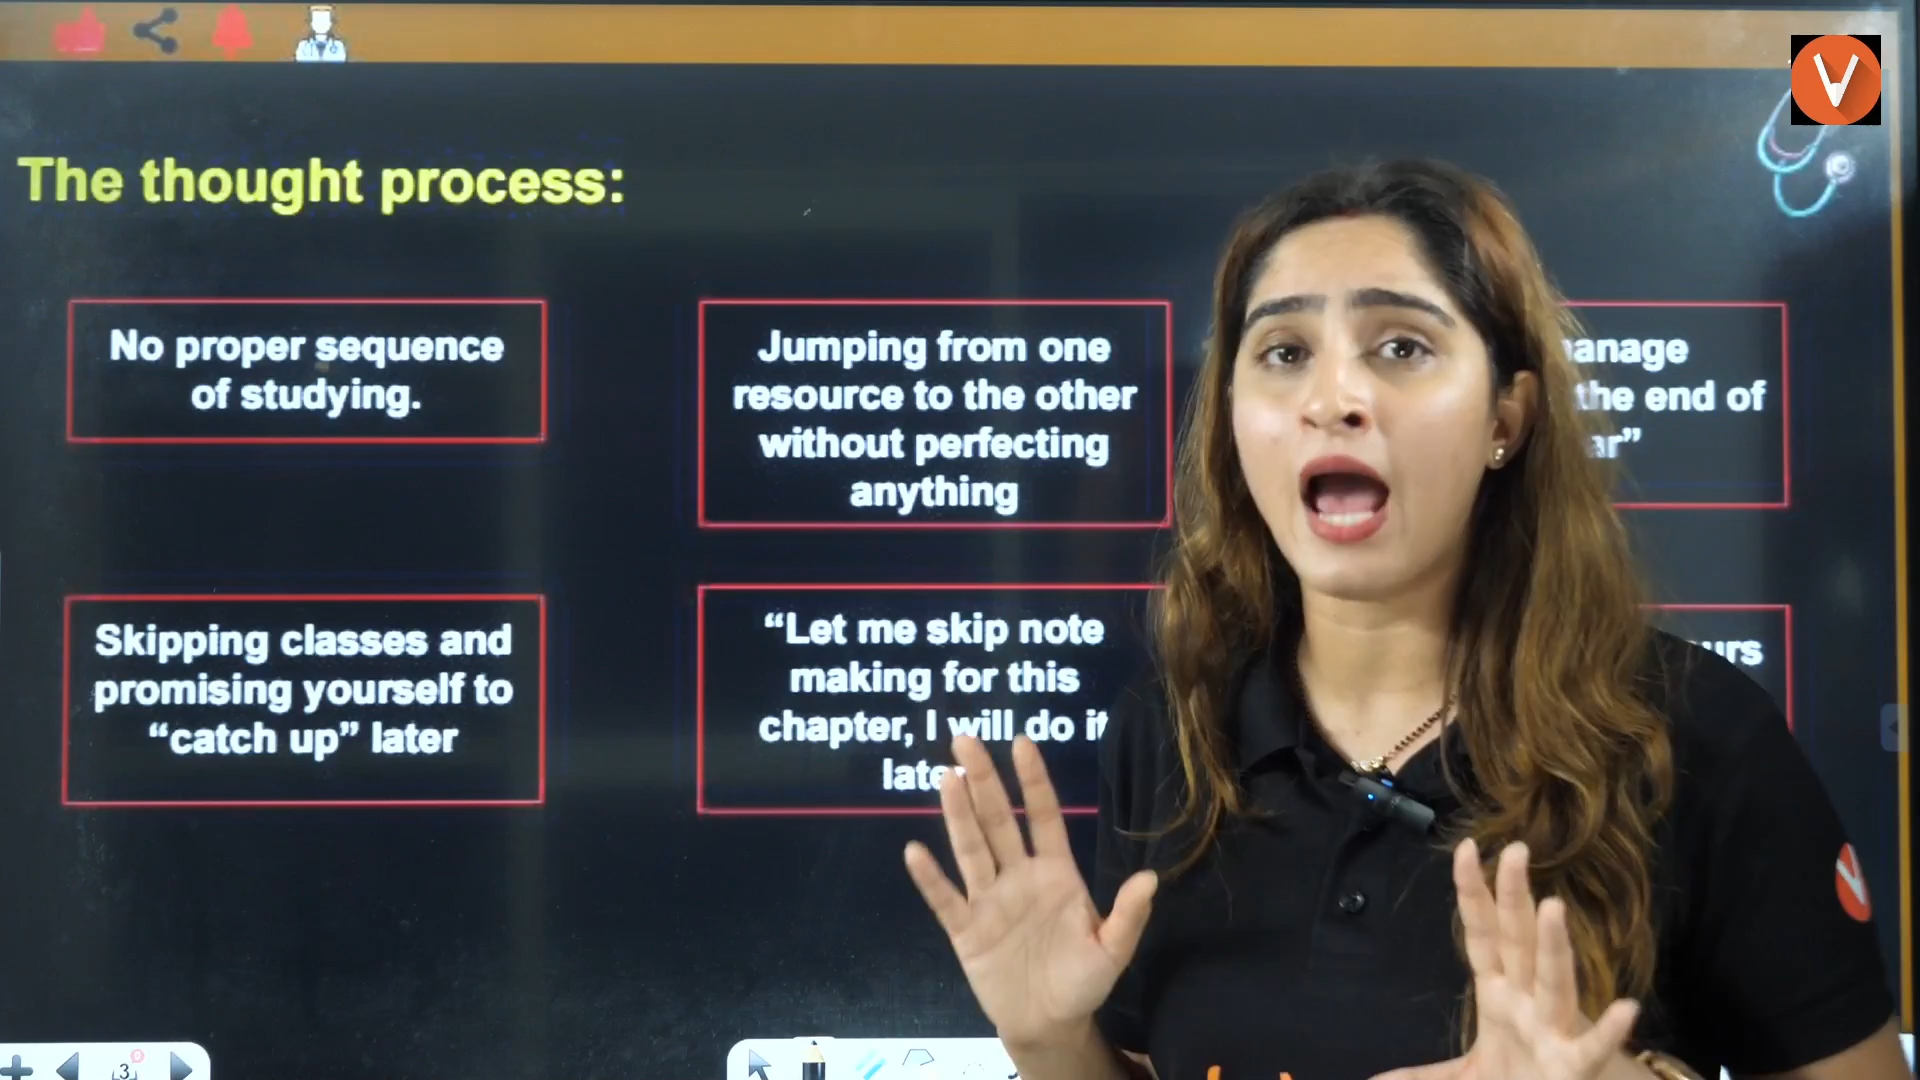 The thought process:
No proper sequence
of studying.
Jumping from one
resource to the other
without perfecting
anything
the end of
Skipping classes and
promising yourself to
“catch up” later
“Let me skip note
making for this
chapter, I will do it
3
0